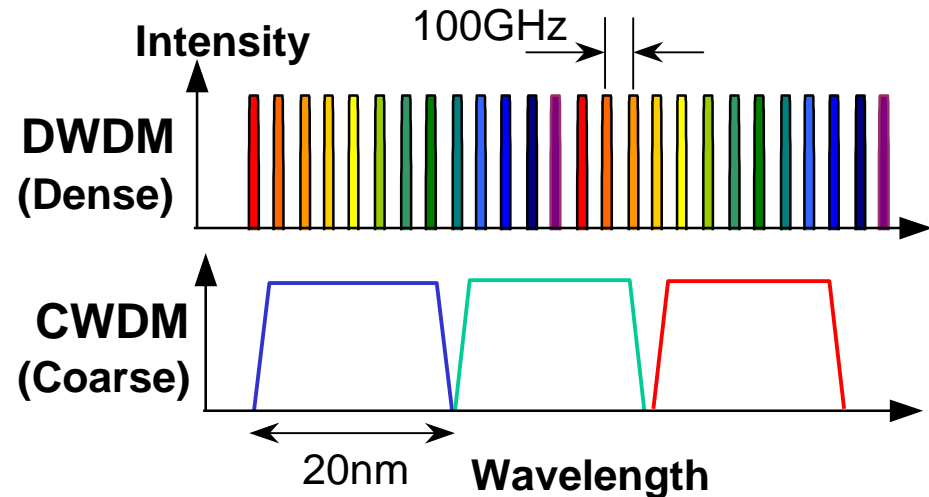 Intensity
100GHz
DWDM
(Dense)
CWDM
(Coarse)
20nm
Wavelength